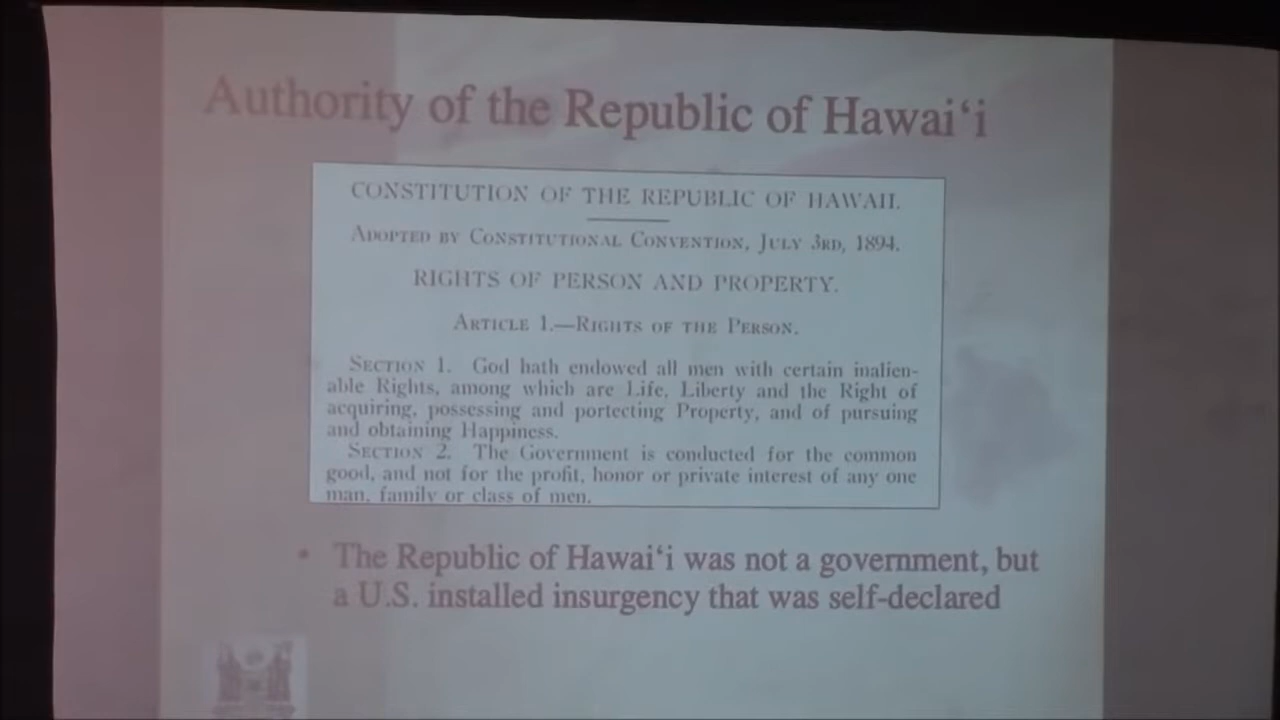 Authority of the Republic of Hawaiʻi
CONSTITUTION OF THE REPUBLIC OF HAWAII.
ADOPTED BY CONSTITUTIONAL CONVENTION, JULY 3RD, 1894.
RIGHTS OF PERSON AND PROPERTY.
ARTICLE 1.—RIGHTS OF THE PERSON.
SECTION 1. God hath endowed all men with certain inalien-
able Rights, among which are Life, Liberty and the Right of
acquiring, possessing and portecting Property, and of pursuing
and obtaining Happiness.
SECTION 2. The Government is conducted for the common
good, and not for the profit, honor or private interest of any one
man, family or class of men.
• The Republic of Hawaiʻi was not a government, but
a U.S. installed insurgency that was self-declared